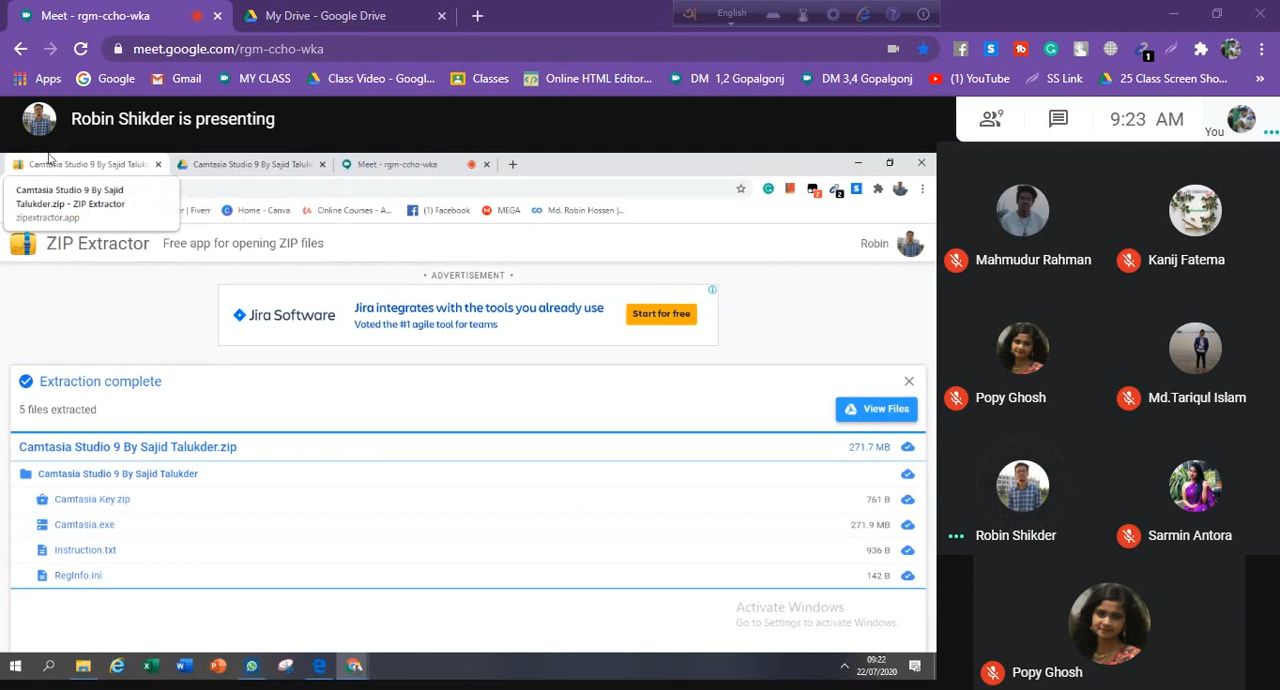 Meet - rgm-ccho-wka
My Drive - Google Drive
English
meet.google.com/rgm-ccho-wka
1
Apps
Google
Gmail
MY CLASS
Class Video - Googl...
Classes
Online HTML Editor...
DM 1,2 Gopalgonj
DM 3,4 Gopalgonj
(1) YouTube
SS Link
25 Class Screen Sho...
»
Robin Shikder is presenting
9
9:23 AM
You
Camtasia Studio 9 By Sajid Taluk
Camtasia Studio 9 By Sajid Taluk
Meet - rgm-ccho-wka
Camtasia Studio 9 By Sajid
Talukder.zip - ZIP Extractor
zipextractor.app
| Fiverr
Home - Canva
Online Courses - A...
(1) Facebook
MEGA
Md. Robin Hossen |...
ZIP Extractor
Free app for opening ZIP files
Robin
• ADVERTISEMENT •
Jira Software
Jira integrates with the tools you already use
Voted the #1 agile tool for teams
Start for free
Extraction complete
5 files extracted
View Files
Camtasia Studio 9 By Sajid Talukder.zip
271.7 MB
Camtasia Studio 9 By Sajid Talukder
Camtasia Key.zip
761 B
Camtasia.exe
271.9 MB
Instruction.txt
936 B
RegInfo.ini
142 B
Activate Windows
Go to Settings to activate Windows.
09:22
22/07/2020
Mahmudur Rahman
Kanij Fatema
Popy Ghosh
Md.Tariqul Islam
Robin Shikder
Sarmin Antora
Popy Ghosh